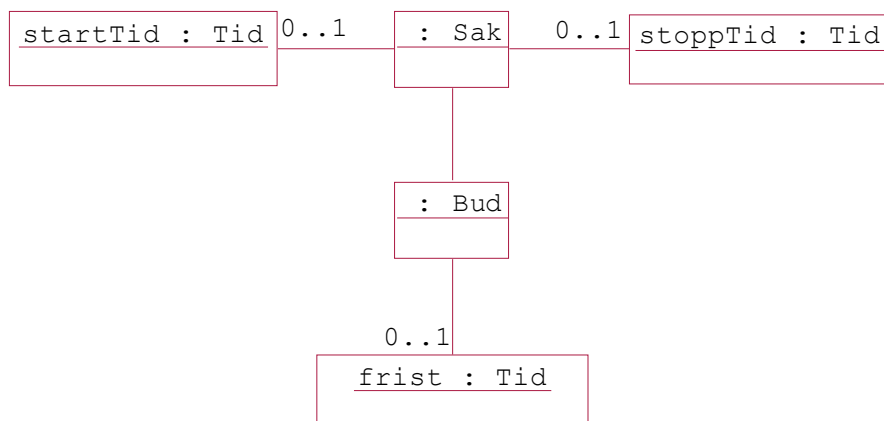 startTid : Tid
0..1
: Sak
0..1
stoppTid : Tid
: Bud
0..1
frist : Tid